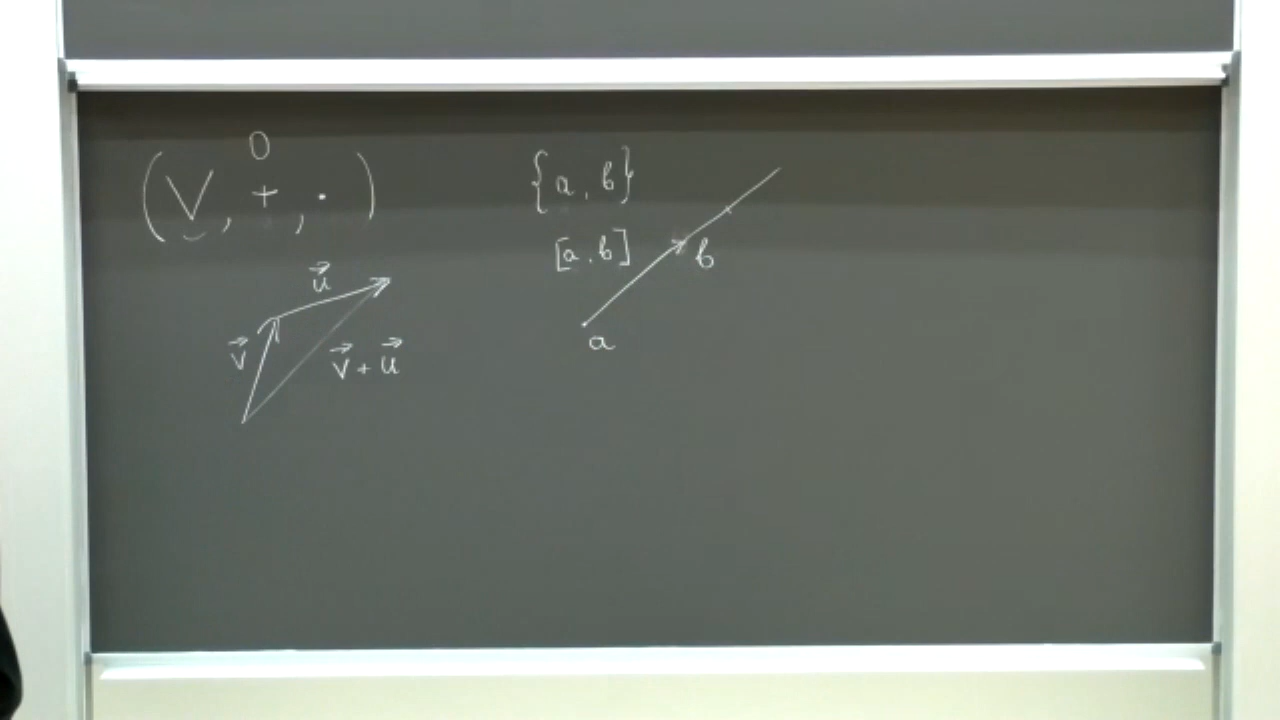 0
(V, +, ·)
{a, b}
[a, b]
b
a
u⃗
v⃗
v⃗ + u⃗